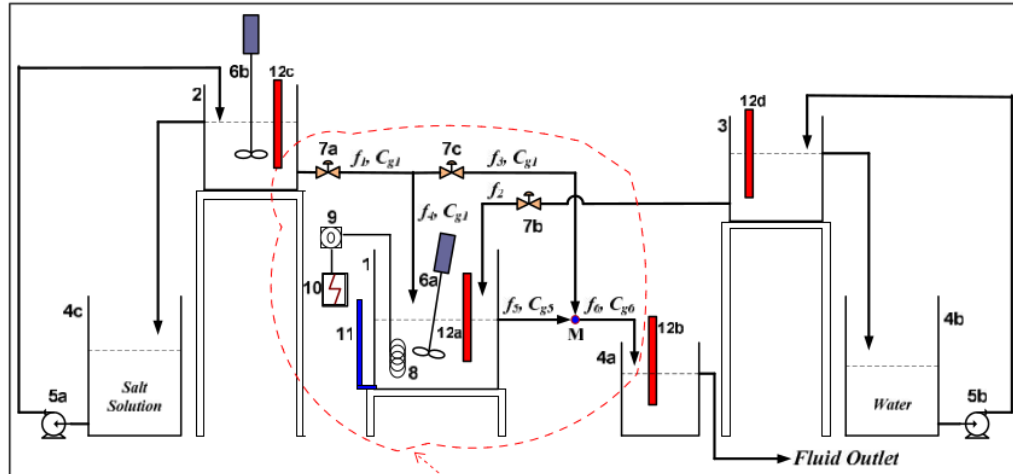 6b
12c
2
12d
3
7a
f1, Cg1
7c
f3, Cg1
f2
f4, Cg1
7b
9
1
6a
10
4c
11
f5, Cg5
f6, Cg6
12a
M
12b
4b
4a
8
5a
Salt
Solution
Water
5b
Fluid Outlet